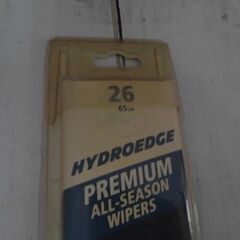 26
65CM
HYDROEDGE
PREMIUM
ALL-SEASON
WIPERS